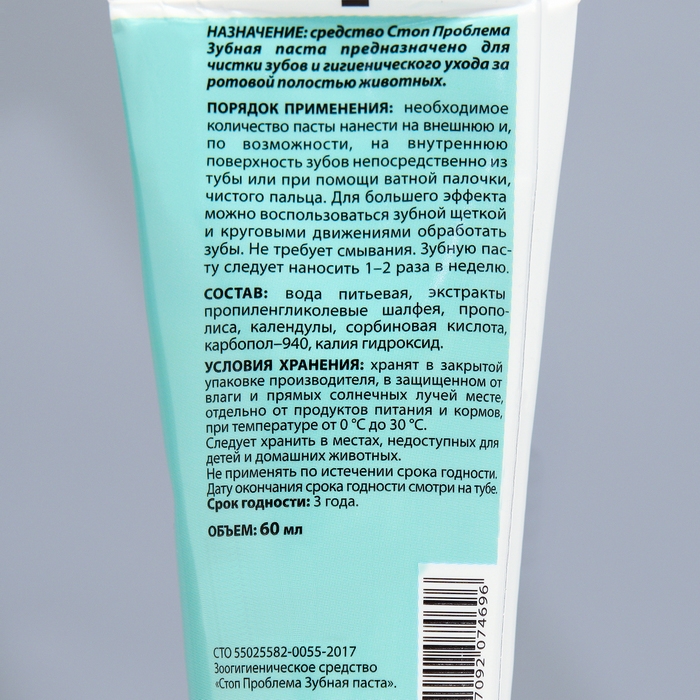 НАЗНАЧЕНИЕ: средство Стоп Проблема
Зубная паста предназначено для
чистки зубов и гигиенического ухода за
ротовой полостью животных.
ПОРЯДОК ПРИМЕНЕНИЯ: необходимое
количество пасты нанести на внешнюю и,
по возможности, на внутреннюю
поверхность зубов непосредственно из
тубы или при помощи ватной палочки,
чистого пальца. Для большего эффекта
можно воспользоваться зубной щеткой
и круговыми движениями обработать
зубы. Не требует смывания. Зубную пас-
ту следует наносить 1–2 раза в неделю.
СОСТАВ: вода питьевая, экстракты
пропиленгликолевые шалфея, пропо-
лиса, календулы, сорбиновая кислота,
карбопол–940, калия гидроксид.
УСЛОВИЯ ХРАНЕНИЯ: хранят в закрытой
упаковке производителя, в защищенном от
влаги и прямых солнечных лучей месте,
отдельно от продуктов питания и кормов,
при температуре от 0 °С до 30 °С.
Следует хранить в местах, недоступных для
детей и домашних животных.
Не применять по истечении срока годности.
Дату окончания срока годности смотри на тубе.
Срок годности: 3 года.
ОБЪЕМ: 60 мл
СТО 55025582-0055-2017
Зоогигиеническое средство
«Стоп Проблема Зубная паста».
7092 074696